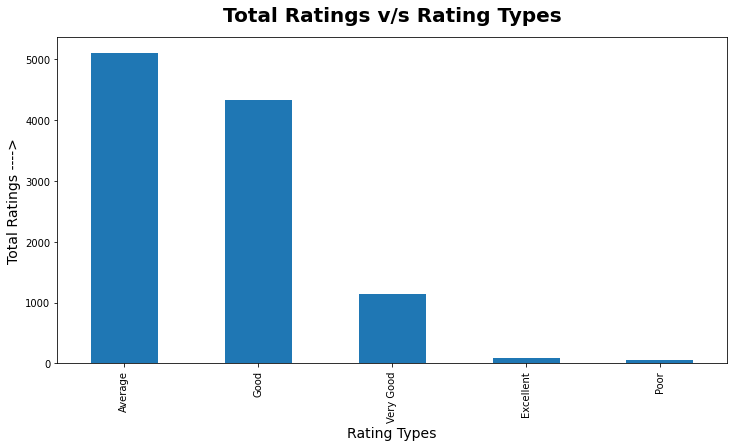 Total Ratings v/s Rating Types
Total Ratings ---->
5000
4000
3000
2000
1000
0
Average
Good
Very Good
Excellent
Poor
Rating Types